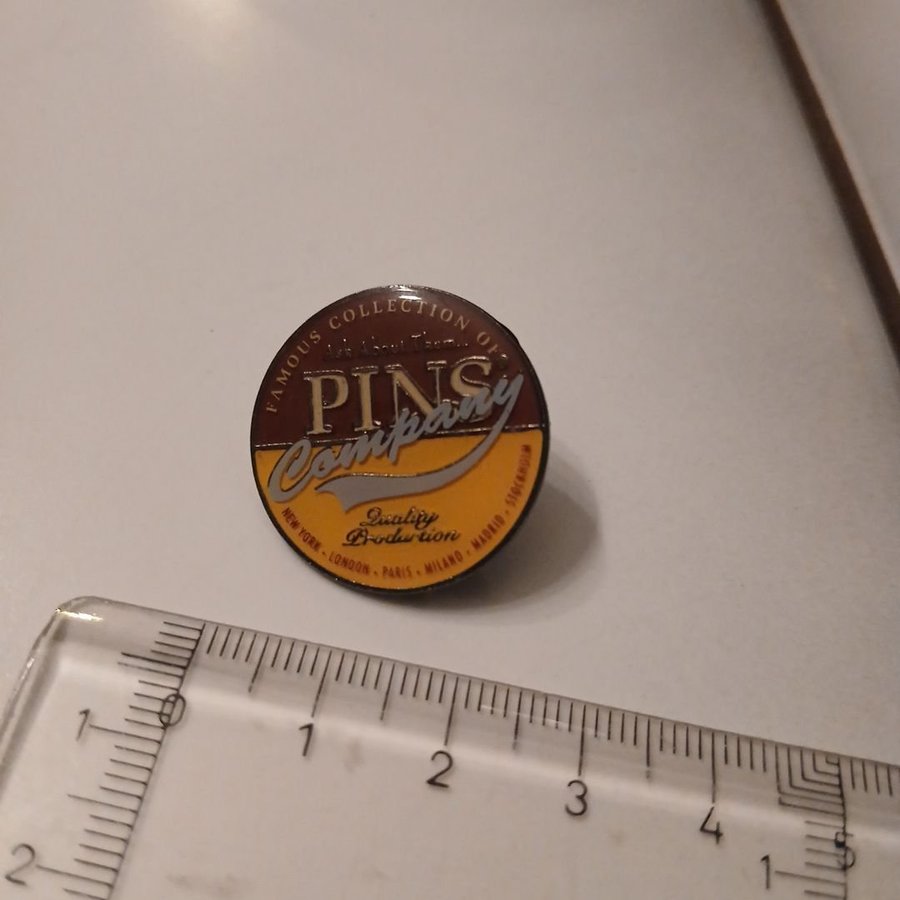 FAMOUS COLLECTION OF
Ask About Them...
PINS
Company
Quality
Production
NEW YORK - LONDON - PARIS - MILANO - MADRID - STOCKHOLM
0 1 2 3 4
1 1
2